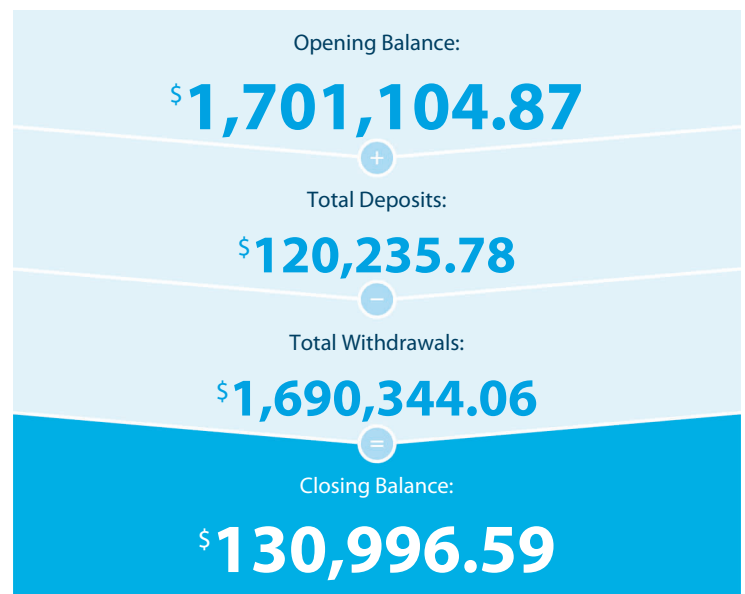 Opening Balance:
$1,701,104.87
+
Total Deposits:
$120,235.78
−
Total Withdrawals:
$1,690,344.06
=
Closing Balance:
$130,996.59